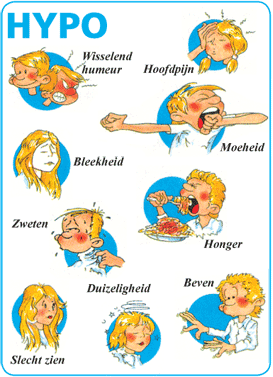 HYPO
Wisselend
humeur
Hoofdpijn
Moeheid
Bleekheid
Zweten
Honger
Duizeligheid
Beven
Slecht zien